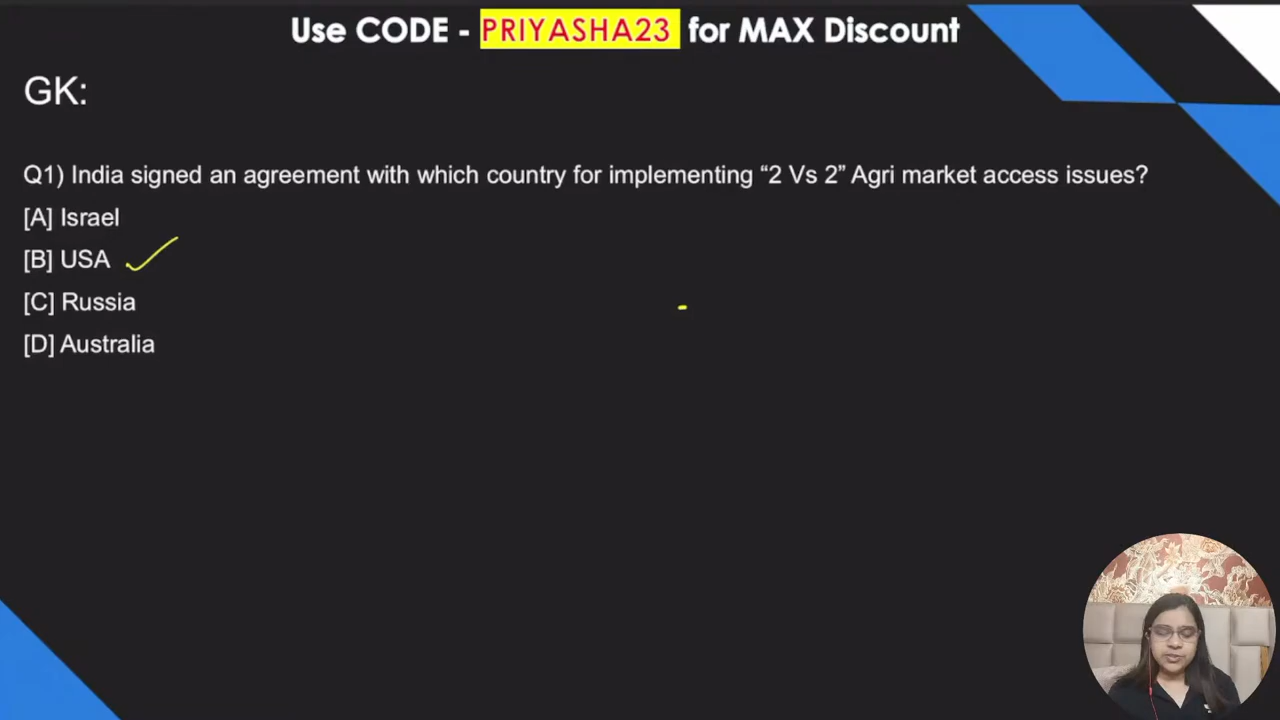 Use CODE - PRIYASHA23 for MAX Discount
GK:
Q1) India signed an agreement with which country for implementing “2 Vs 2” Agri market access issues?
[A] Israel
[B] USA
[C] Russia
[D] Australia